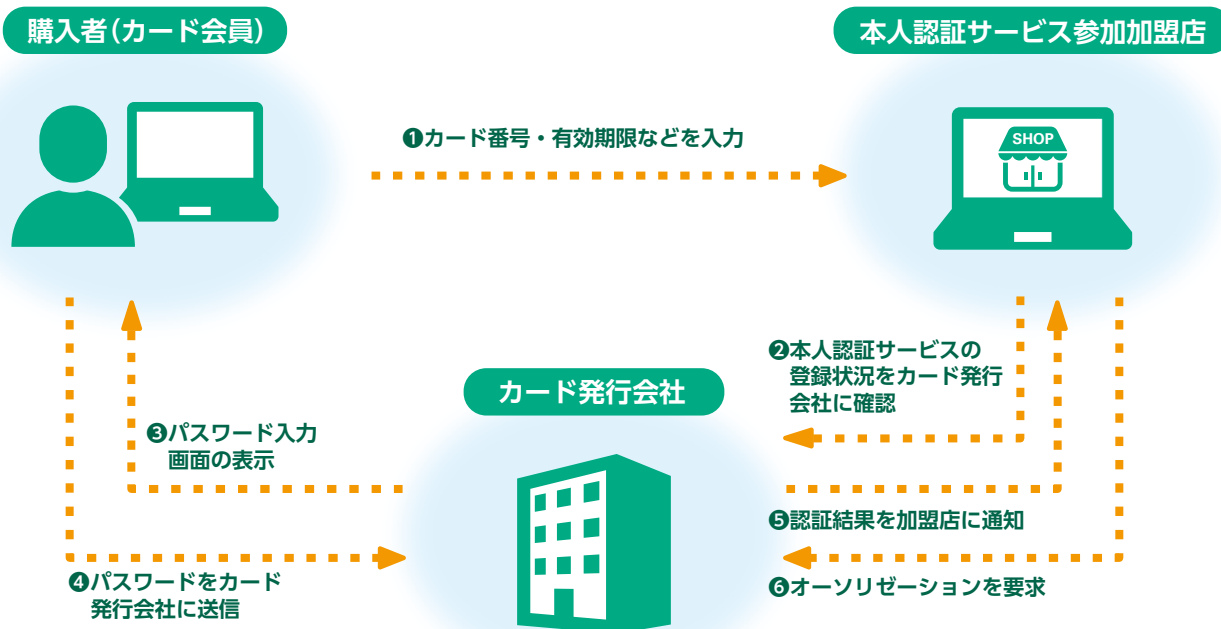 購入者(カード会員)
本人認証サービス参加加盟店
❶カード番号・有効期限などを入力
SHOP
❷本人認証サービスの
登録状況をカード発行
会社に確認
カード発行会社
❸パスワード入力
画面の表示
❺認証結果を加盟店に通知
❹パスワードをカード
発行会社に送信
❻オーソリゼーションを要求